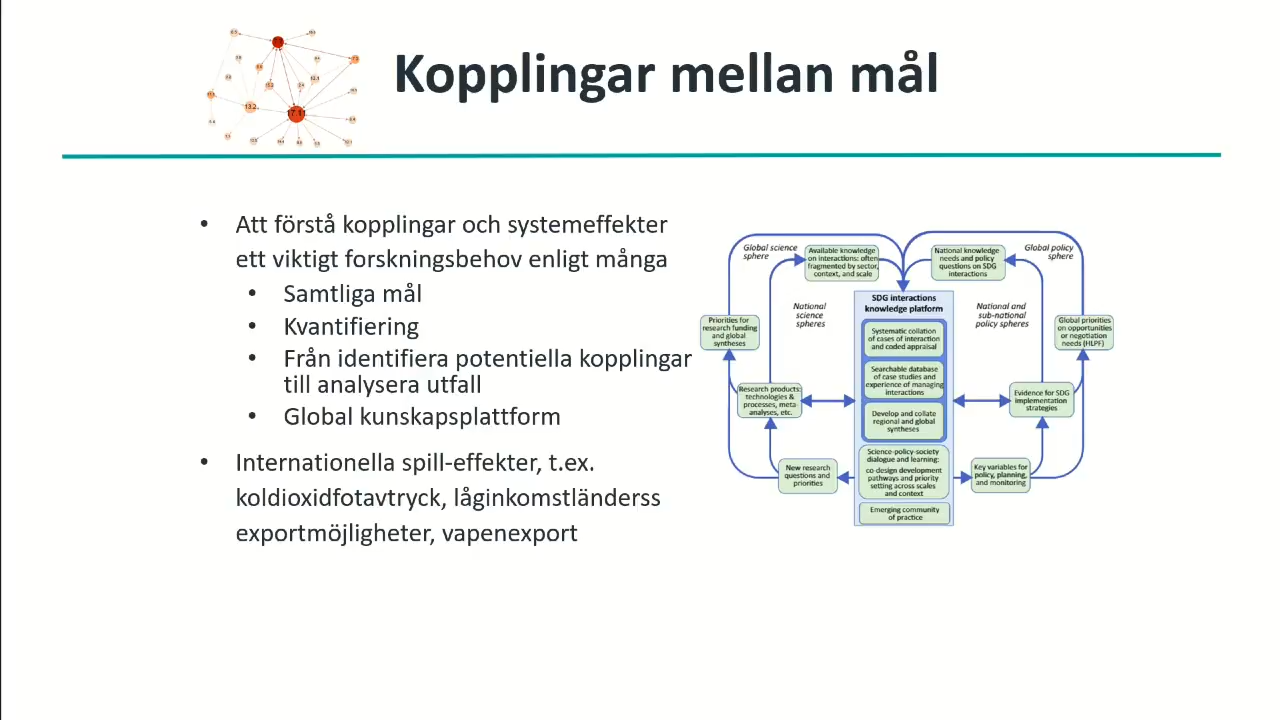 Kopplingar mellan mål
13.2
17.11
• Att förstå kopplingar och systemeffekter
ett viktigt forskningsbehov enligt många
• Samtliga mål
• Kvantifiering
• Från identifiera potentiella kopplingar
till analysera utfall
• Global kunskapsplattform
• Internationella spill-effekter, t.ex.
koldioxidfotavtryck, låginkomstländerss
exportmöjligheter, vapenexport
Global science
sphere
Available knowledge
on interactions: often
fragmented by sector,
context, and scale
National knowledge
needs and policy
questions on SDG
interactions
Global policy
sphere
National
science
spheres
SDG interactions
knowledge platform
National and
sub-national
policy spheres
Priorities for
research funding
and global
syntheses
Systematic collation
of cases of interaction
and coded appraisal
Global priorities
on opportunities
or negotiation
needs (HLPF)
Searchable database
of case studies and
experience of managing
interactions
Research products:
technologies &
processes, meta-
analyses, etc.
Evidence for SDG
implementation
strategies
Develop and collate
regional and global
syntheses
Science-policy-society
dialogue and learning:
co-design development
pathways and priority
setting across scales
and context
New research
questions and
priorities
Key variables for
policy, planning,
and monitoring
Emerging community
of practice